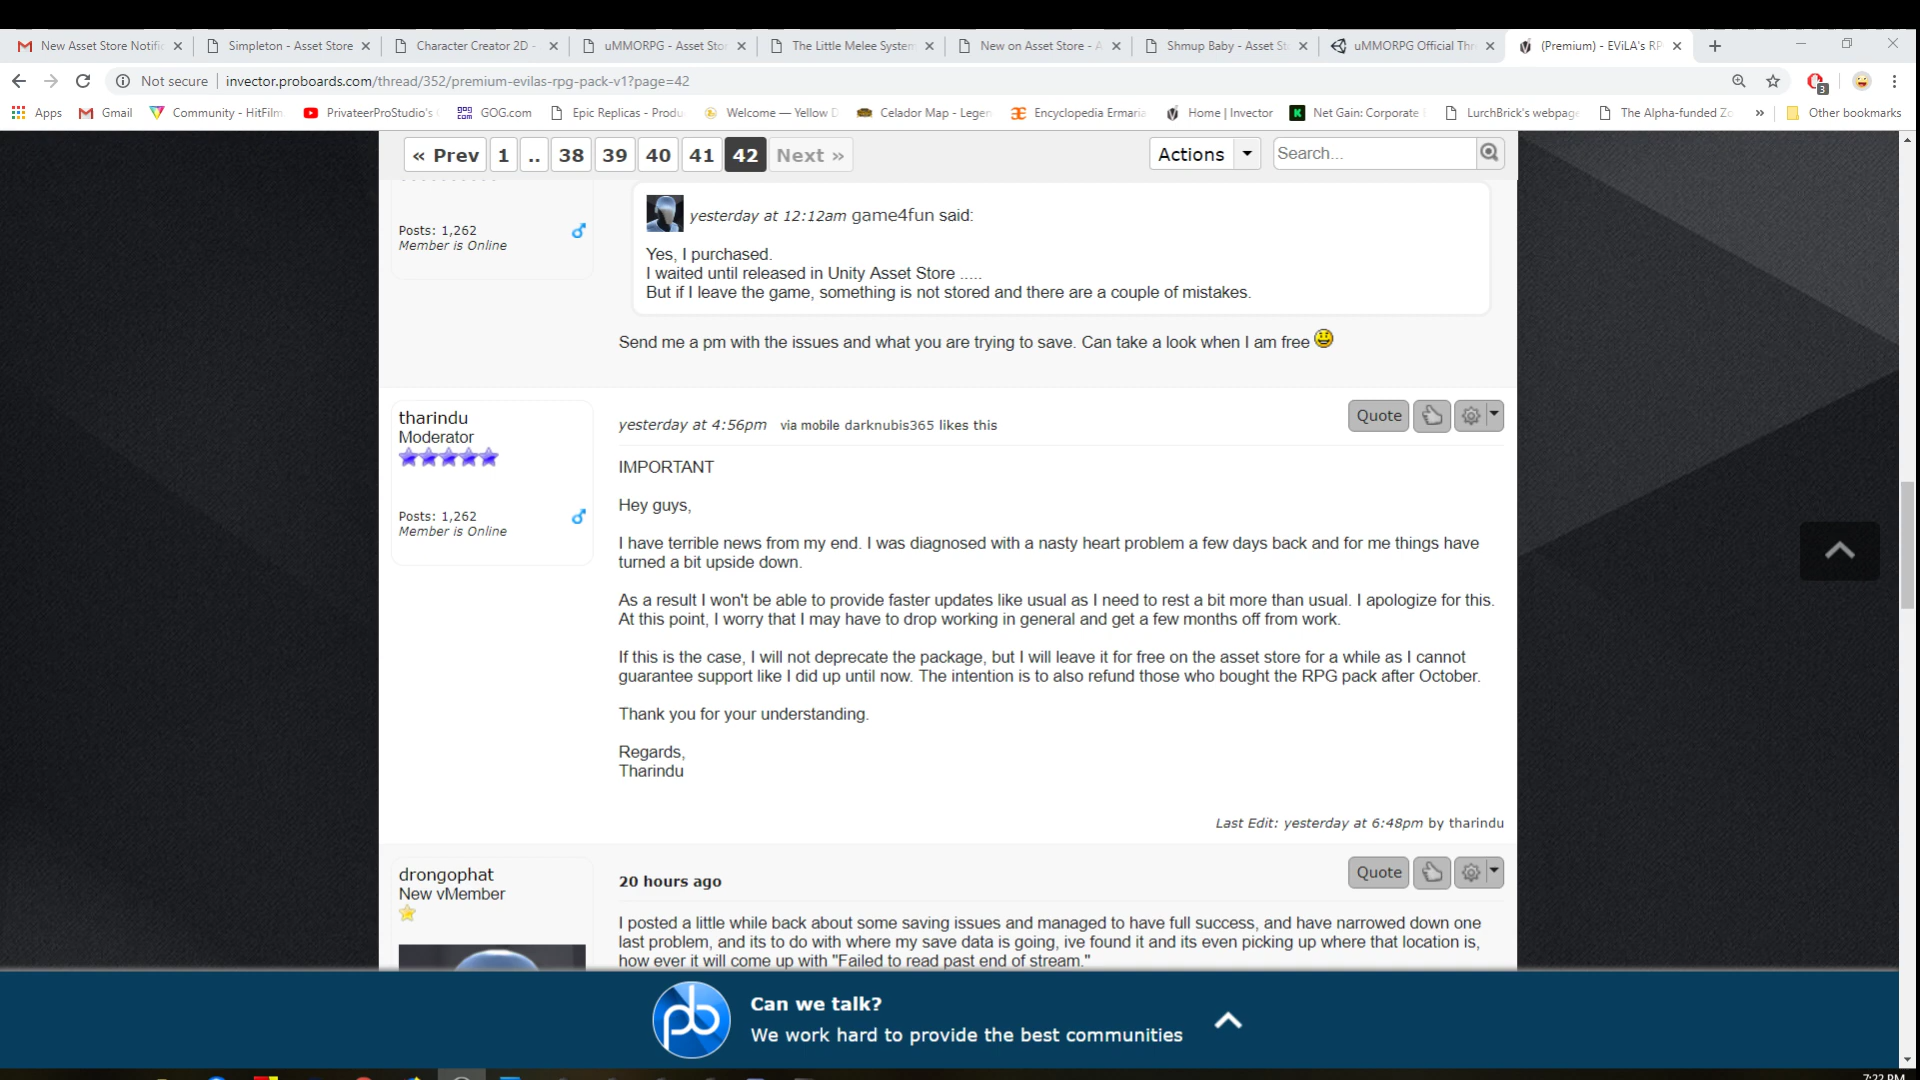 New Asset Store Notific
Simpleton - Asset Store
Character Creator 2D -
uMMORPG - Asset Sto
The Little Melee System
New on Asset Store - A
Shmup Baby - Asset St
uMMORPG Official Thr
(Premium) - EViLA's RP
Not secure
invector.proboards.com/thread/352/premium-evilas-rpg-pack-v1?page=42
3
Apps
Gmail
Community - HitFilm
PrivateerProStudio's
GOG.com
Epic Replicas - Produ
Welcome — Yellow D
Celador Map - Legen
Encyclopedia Ermaria
Home | Invector
Net Gain: Corporate
LurchBrick's webpage
The Alpha-funded Zo
»
Other bookmarks
« Prev 1 .. 38 39 40 41 42 Next »
Actions
Search...
Posts: 1,262
Member is Online
yesterday at 12:12am game4fun said:
Yes, I purchased.
I waited until released in Unity Asset Store .....
But if I leave the game, something is not stored and there are a couple of mistakes.
Send me a pm with the issues and what you are trying to save. Can take a look when I am free
tharindu
Moderator
Posts: 1,262
Member is Online
yesterday at 4:56pm via mobile darknubis365 likes this
Quote
IMPORTANT
Hey guys,
I have terrible news from my end. I was diagnosed with a nasty heart problem a few days back and for me things have
turned a bit upside down.
As a result I won't be able to provide faster updates like usual as I need to rest a bit more than usual. I apologize for this.
At this point, I worry that I may have to drop working in general and get a few months off from work.
If this is the case, I will not deprecate the package, but I will leave it for free on the asset store for a while as I cannot
guarantee support like I did up until now. The intention is to also refund those who bought the RPG pack after October.
Thank you for your understanding.
Regards,
Tharindu
Last Edit: yesterday at 6:48pm by tharindu
drongophat
New vMember
20 hours ago
Quote
I posted a little while back about some saving issues and managed to have full success, and have narrowed down one
last problem, and its to do with where my save data is going, ive found it and its even picking up where that location is,
how ever it will come up with "Failed to read past end of stream."
pb
Can we talk?
We work hard to provide the best communities
7:22 PM